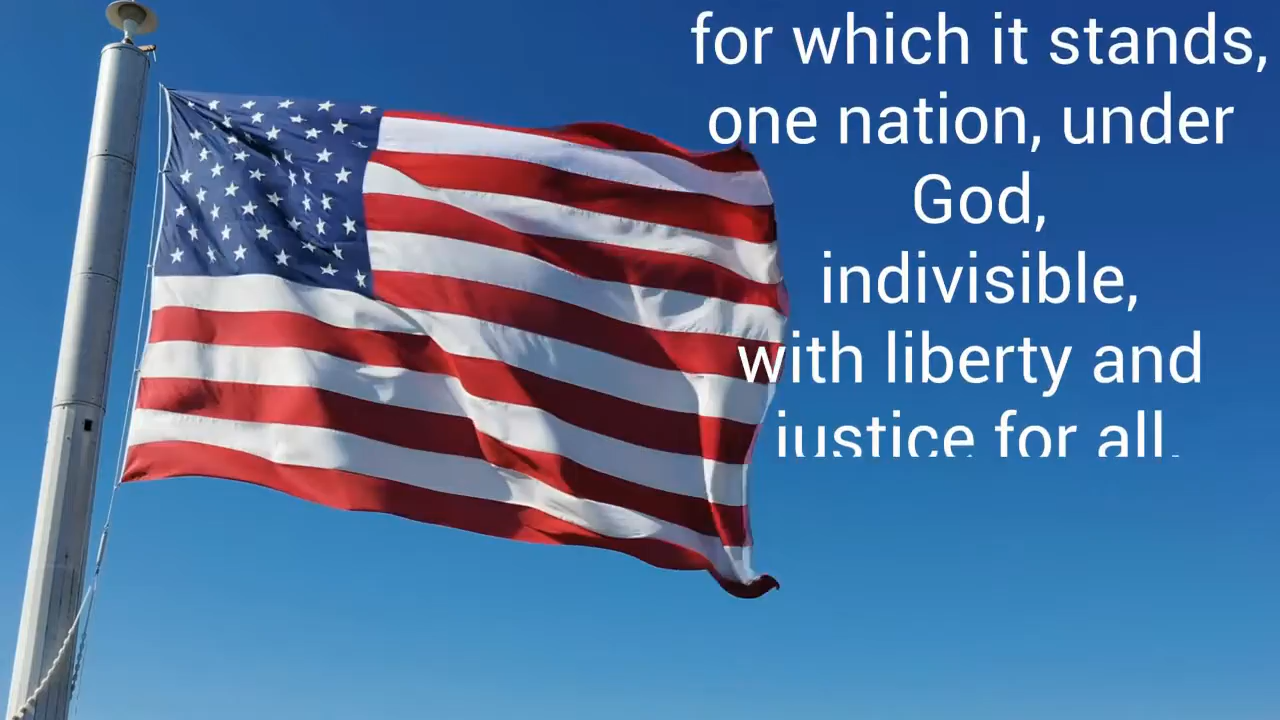 for which it stands,
one nation, under
God,
indivisible,
with liberty and
justice for all.